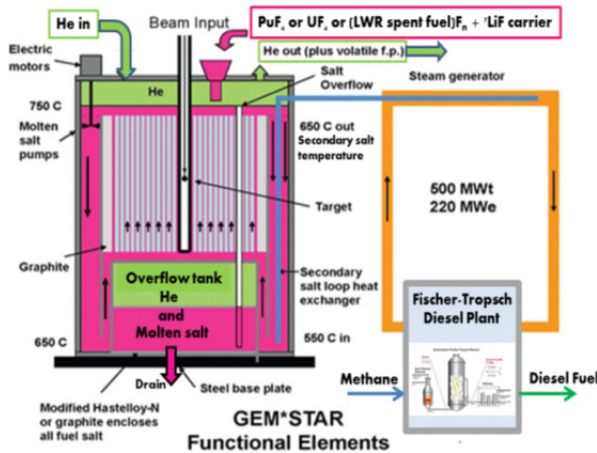 He in
Beam Input
PuF₄ or UF₄ or (LWR spent fuel)Fₙ + ⁷LiF carrier
He out (plus volatile f.p.)
Electric
motors
Salt
Overflow
Steam generator
He
750 C
650 C out
Secondary salt
temperature
Molten
salt
pumps
500 MWt
220 MWe
Target
Graphite
Overflow tank
He
and
Molten salt
Secondary
salt loop heat
exchanger
Fischer-Tropsch
Diesel Plant
650 C
550 C in
Drain
Steel base plate
Methane
Diesel Fuel
Modified Hastelloy-N
or graphite encloses
all fuel salt
GEM*STAR
Functional Elements